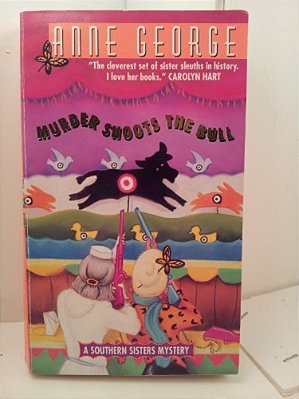 ANNE GEORGE
"The cleverest set of sister sleuths in history.
I love her books." CAROLYN HART
MURDER SHOOTS THE BULL
A SOUTHERN SISTERS MYSTERY